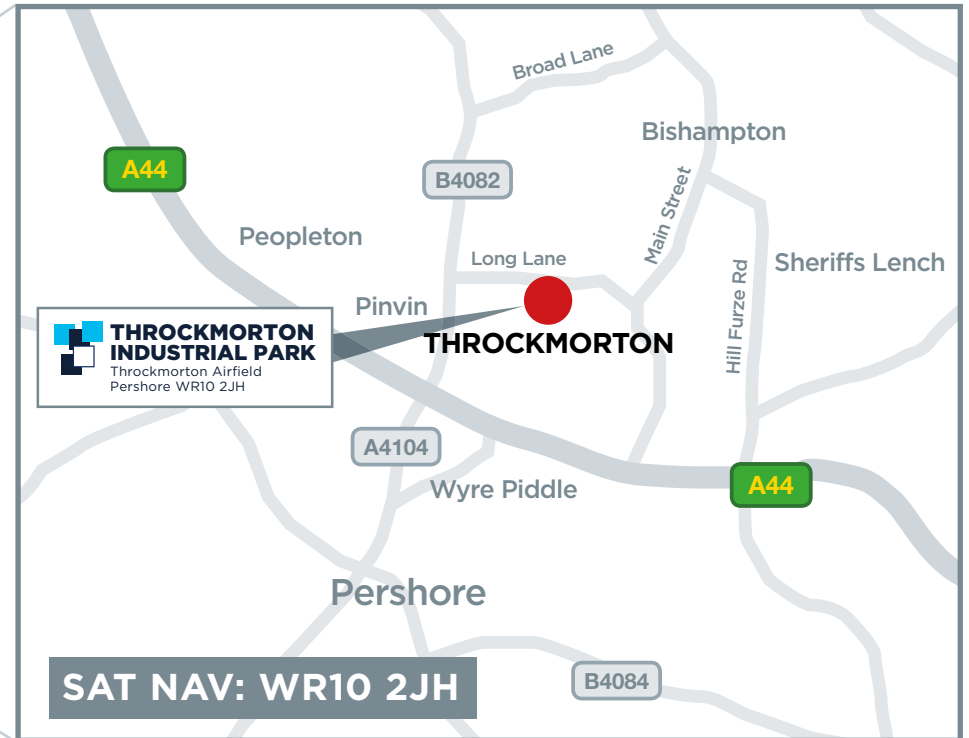 Broad Lane
Bishampton
A44
B4082
Main Street
Peopleton
Long Lane
Sheriffs Lench
Hill Furze Rd
Pinvin
THROCKMORTON
INDUSTRIAL PARK
Throckmorton Airfield
Pershore WR10 2JH
THROCKMORTON
A4104
Wyre Piddle
A44
Pershore
SAT NAV: WR10 2JH
B4084